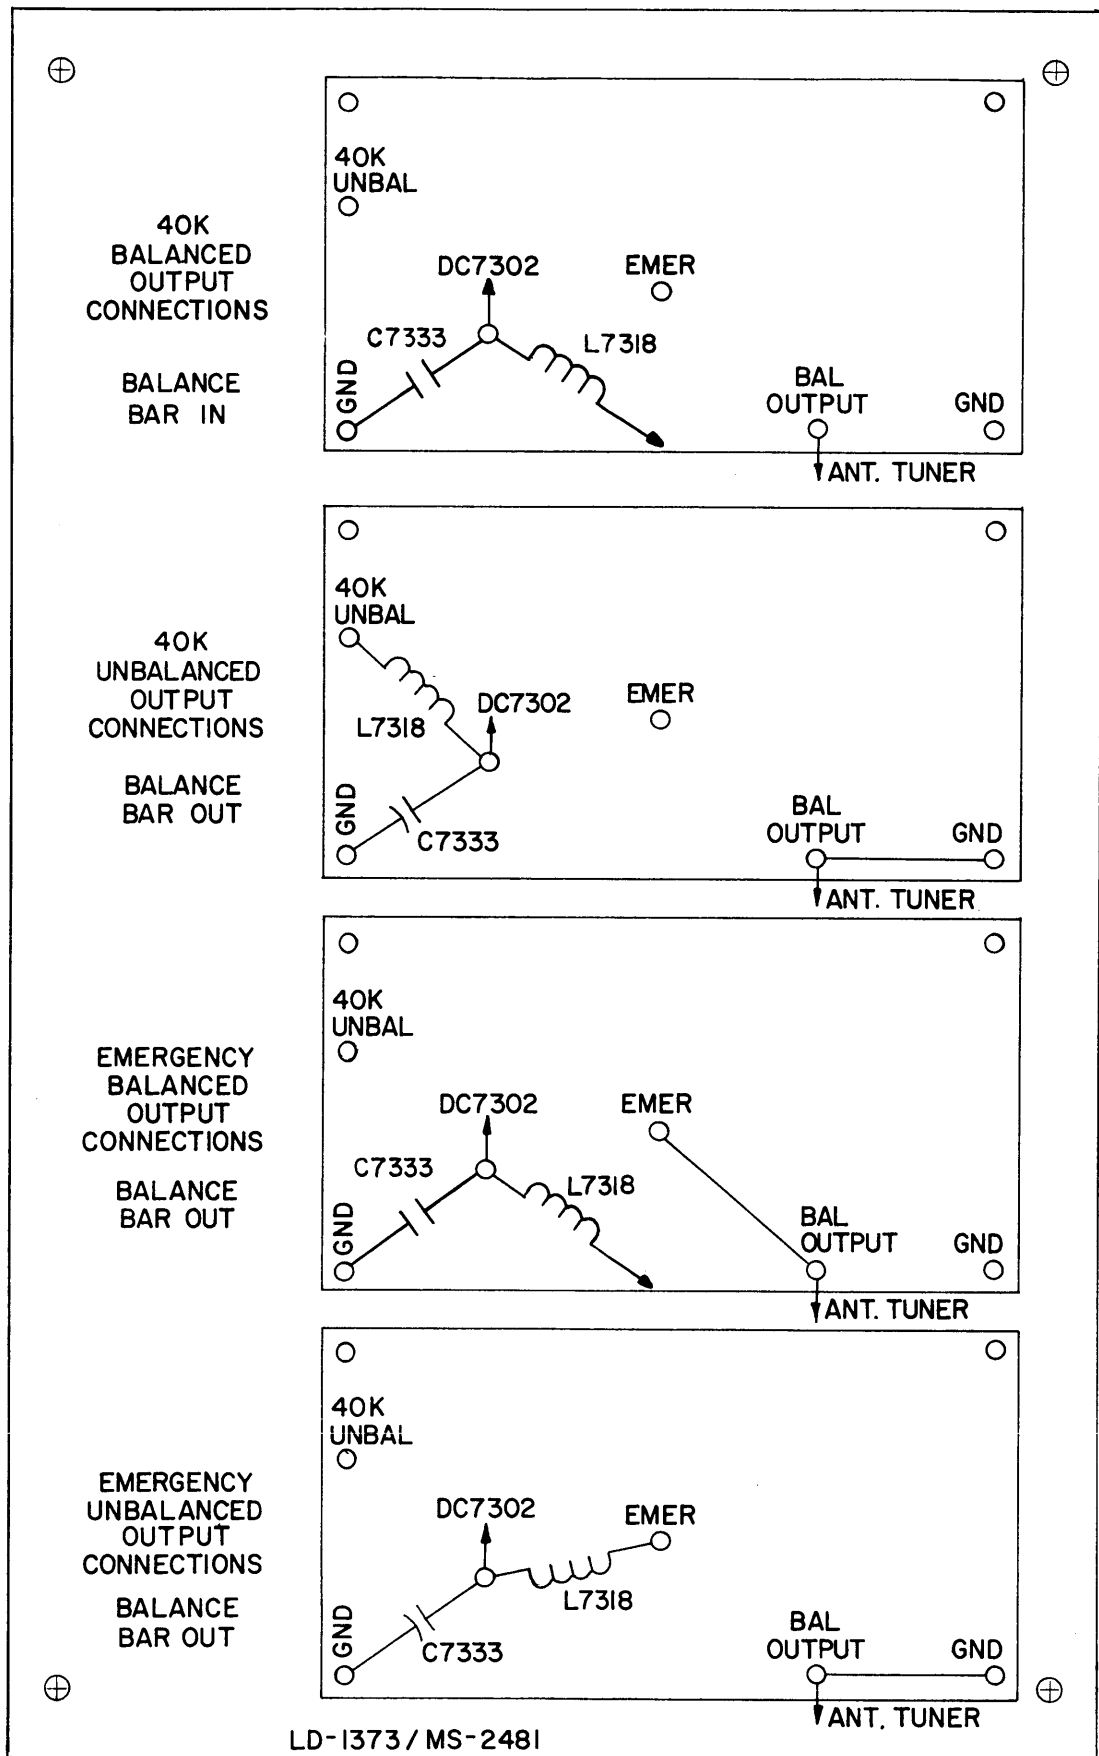 40K
BALANCED
OUTPUT
CONNECTIONS
BALANCE
BAR IN
40K
UNBAL
DC7302
EMER
C7333
L7318
GND
BAL
OUTPUT
GND
ANT. TUNER
40K
UNBALANCED
OUTPUT
CONNECTIONS
BALANCE
BAR OUT
40K
UNBAL
L7318
DC7302
EMER
GND
C7333
BAL
OUTPUT
GND
ANT. TUNER
EMERGENCY
BALANCED
OUTPUT
CONNECTIONS
BALANCE
BAR OUT
40K
UNBAL
DC7302
EMER
C7333
L7318
GND
BAL
OUTPUT
GND
ANT. TUNER
EMERGENCY
UNBALANCED
OUTPUT
CONNECTIONS
BALANCE
BAR OUT
40K
UNBAL
DC7302
EMER
L7318
GND
C7333
BAL
OUTPUT
GND
ANT. TUNER
LD-1373/MS-2481